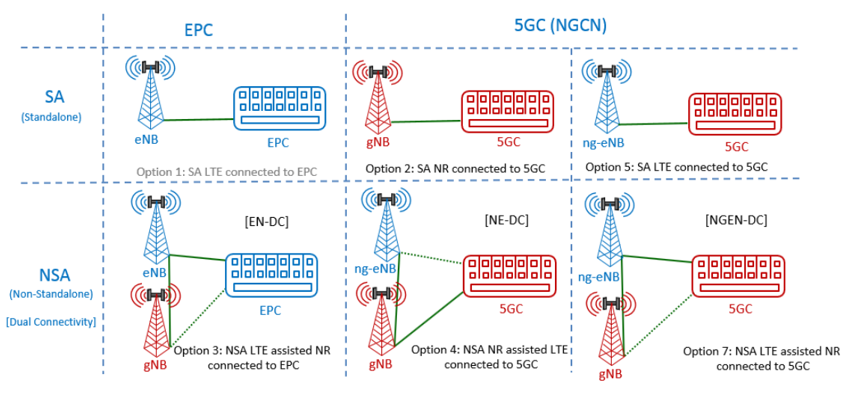 EPC
5GC (NGCN)
SA
(Standalone)
eNB
EPC
Option 1: SA LTE connected to EPC
gNB
5GC
Option 2: SA NR connected to 5GC
ng-eNB
5GC
Option 5: SA LTE connected to 5GC
NSA
(Non-Standalone)
[Dual Connectivity]
[EN-DC]
eNB
EPC
gNB
Option 3: NSA LTE assisted NR
connected to EPC
[NE-DC]
ng-eNB
5GC
gNB
Option 4: NSA NR assisted LTE
connected to 5GC
[NGEN-DC]
ng-eNB
5GC
gNB
Option 7: NSA LTE assisted NR
connected to 5GC